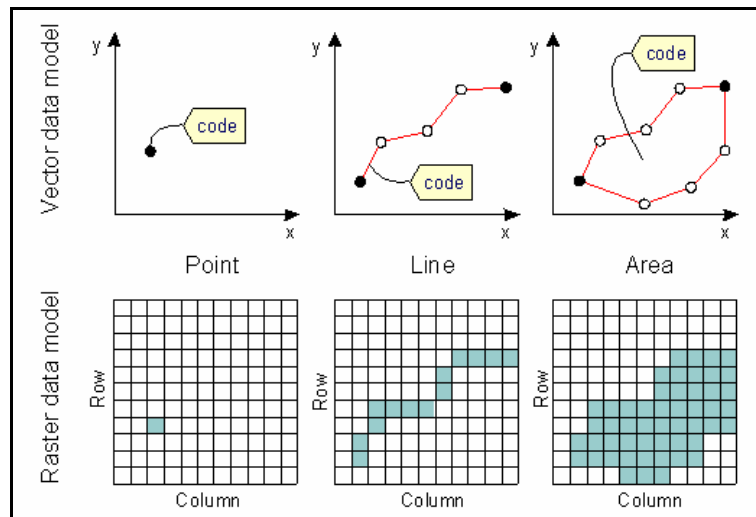 Vector data model
y
code
x
y
code
x
y
code
x
Point
Line
Area
Raster data model
Row
Column
Row
Column
Row
Column